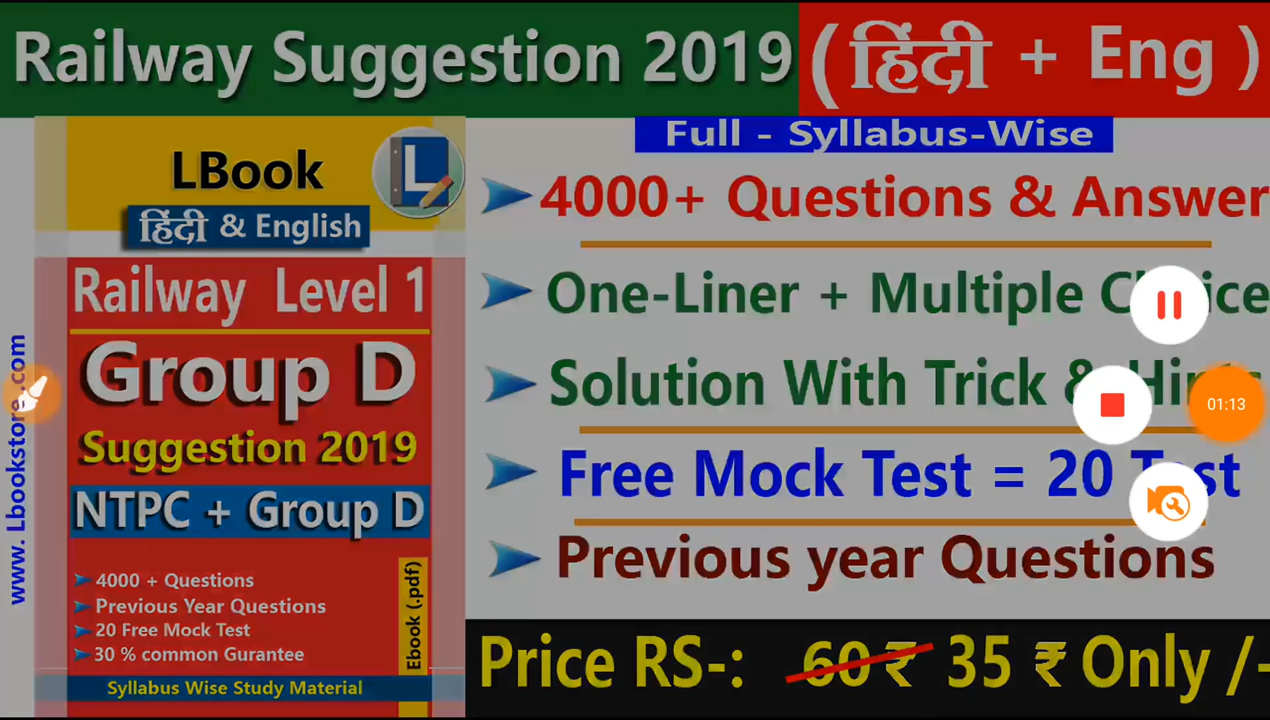 Railway Suggestion 2019 ( हिंदी + Eng )
Full - Syllabus-Wise
LBook
L
हिंदी & English
Railway Level 1
Group D
Suggestion 2019
NTPC + Group D
4000 + Questions
Previous Year Questions
20 Free Mock Test
30 % common Gurantee
Ebook (.pdf)
Syllabus Wise Study Material
www. Lbookstore.com
4000+ Questions & Answer
One-Liner + Multiple Choice
Solution With Trick & Hints
Free Mock Test = 20 Test
Previous year Questions
Price RS-: 60 ₹ 35 ₹ Only /-
01:13